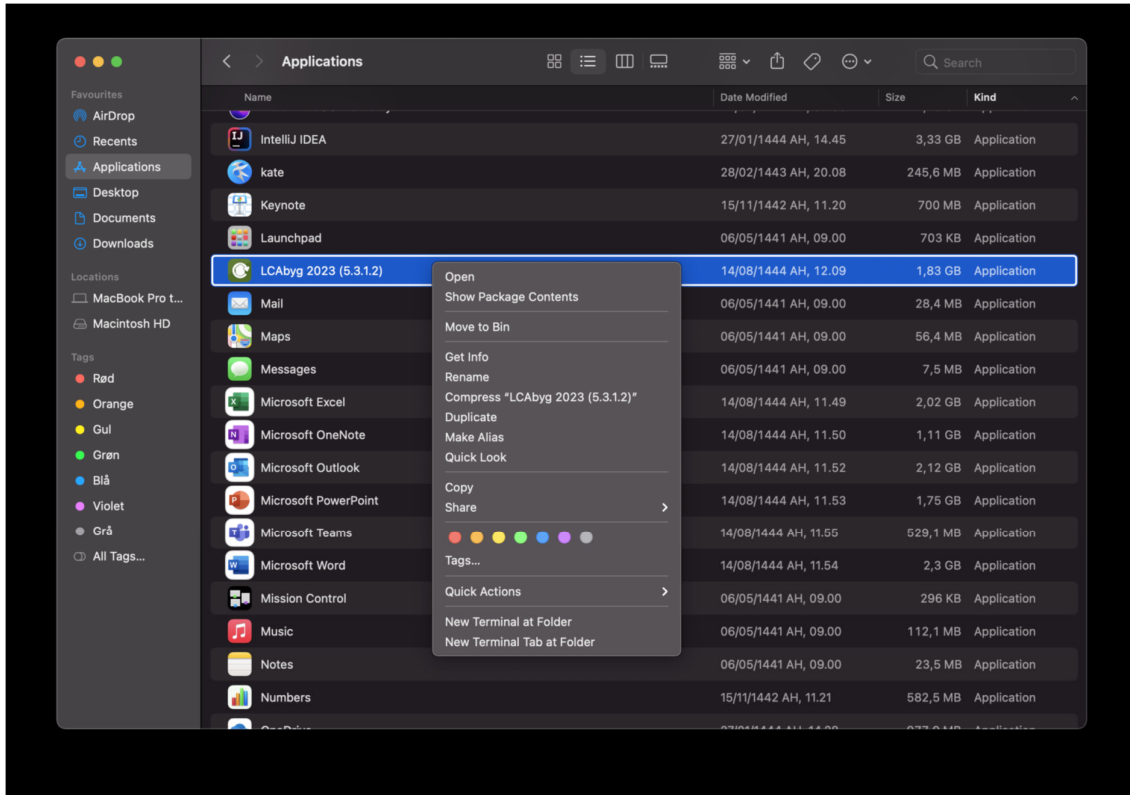 Applications
Search
Favourites
AirDrop
Recents
Applications
Desktop
Documents
Downloads
Locations
MacBook Pro t...
Macintosh HD
Tags
Rød
Orange
Gul
Grøn
Blå
Violet
Grå
All Tags...
Name Date Modified Size Kind
IntelliJ IDEA 27/01/1444 AH, 14.45 3,33 GB Application
kate 28/02/1443 AH, 20.08 245,6 MB Application
Keynote 15/11/1442 AH, 11.20 700 MB Application
Launchpad 06/05/1441 AH, 09.00 703 KB Application
LCAbyg 2023 (5.3.1.2) 14/08/1444 AH, 12.09 1,83 GB Application
Mail 06/05/1441 AH, 09.00 28,4 MB Application
Maps 06/05/1441 AH, 09.00 56,4 MB Application
Messages 06/05/1441 AH, 09.00 7,5 MB Application
Microsoft Excel 14/08/1444 AH, 11.49 2,02 GB Application
Microsoft OneNote 14/08/1444 AH, 11.50 1,11 GB Application
Microsoft Outlook 14/08/1444 AH, 11.52 2,12 GB Application
Microsoft PowerPoint 14/08/1444 AH, 11.53 1,75 GB Application
Microsoft Teams 14/08/1444 AH, 11.55 529,1 MB Application
Microsoft Word 14/08/1444 AH, 11.54 2,3 GB Application
Mission Control 06/05/1441 AH, 09.00 296 KB Application
Music 06/05/1441 AH, 09.00 112,1 MB Application
Notes 06/05/1441 AH, 09.00 23,5 MB Application
Numbers 15/11/1442 AH, 11.21 582,5 MB Application
Open
Show Package Contents
Move to Bin
Get Info
Rename
Compress “LCAbyg 2023 (5.3.1.2)”
Duplicate
Make Alias
Quick Look
Copy
Share
Tags...
Quick Actions
New Terminal at Folder
New Terminal Tab at Folder